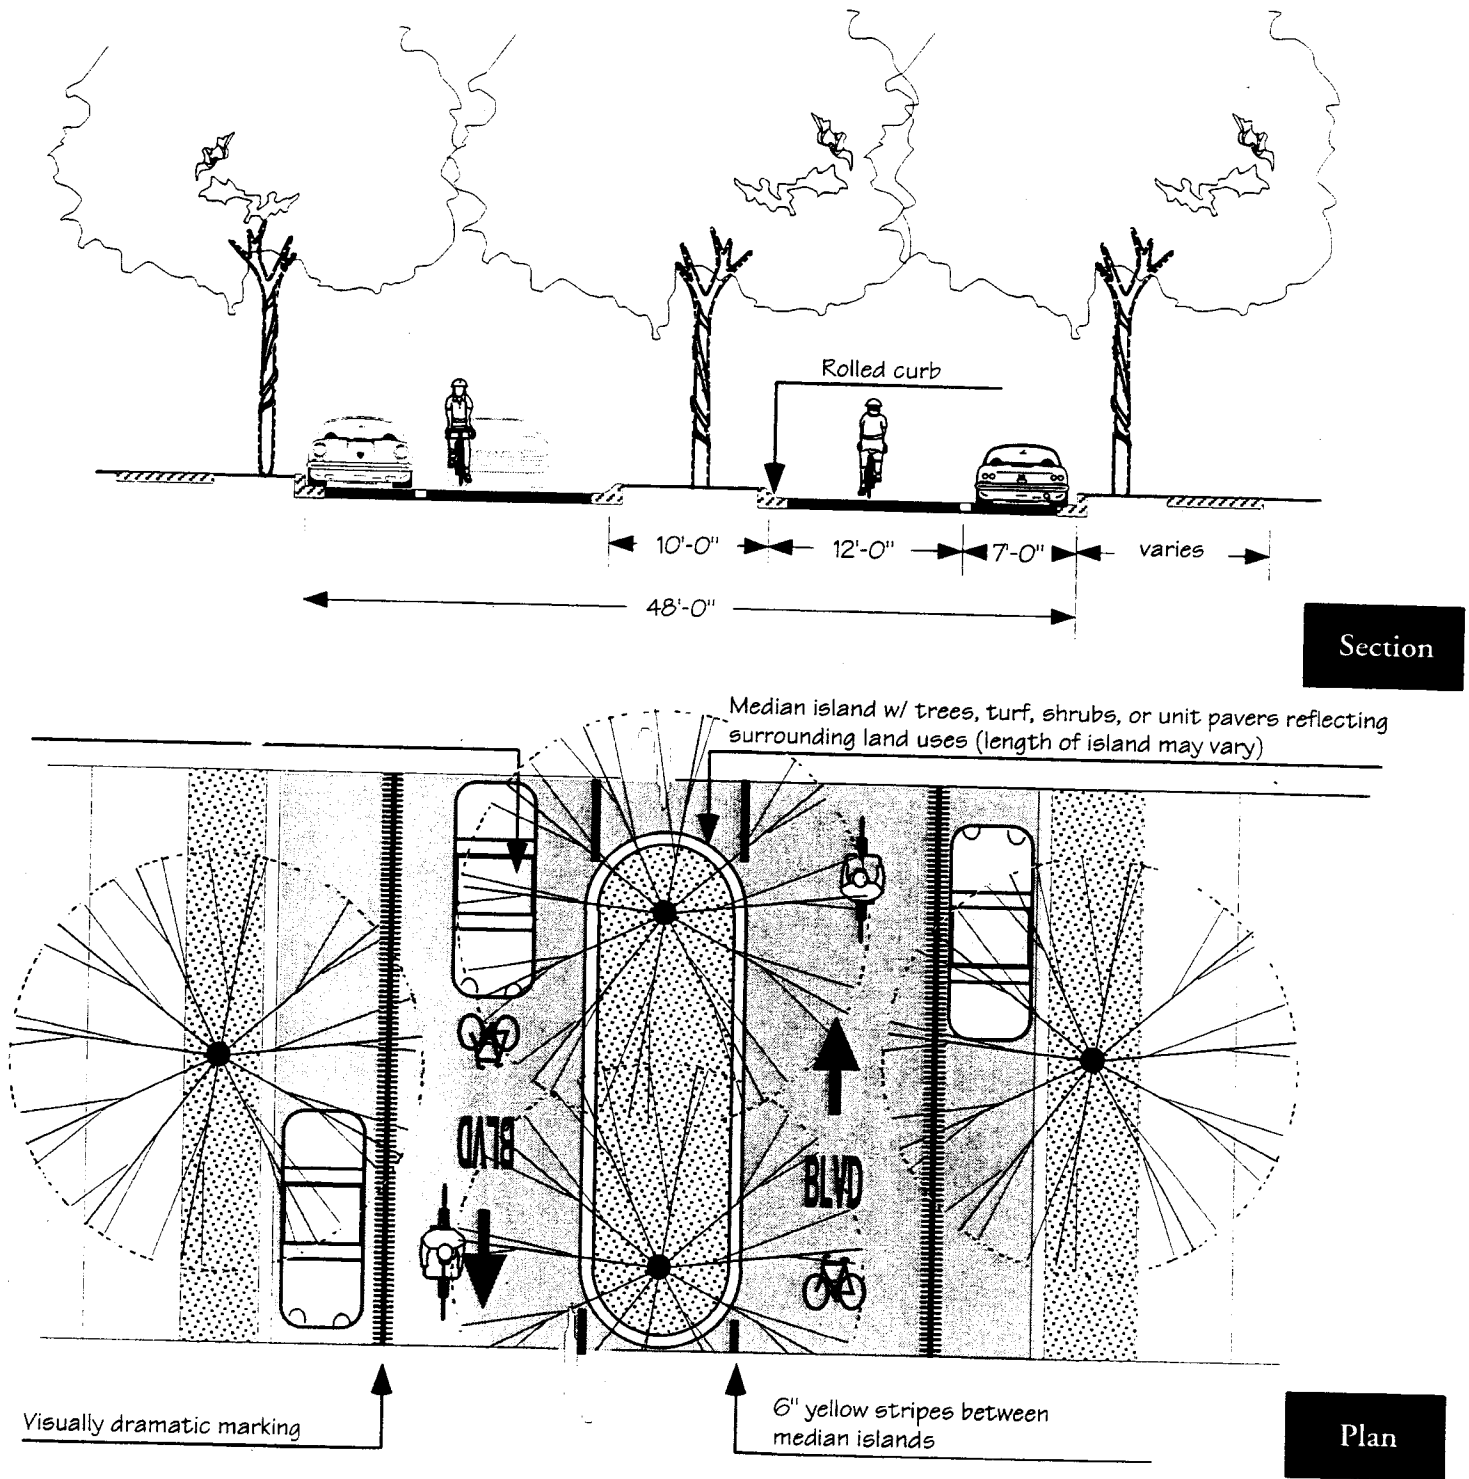 Rolled curb
10'-0"
12'-0"
7'-0"
varies
48'-0"
Section
Median island w/ trees, turf, shrubs, or unit pavers reflecting
surrounding land uses (length of island may vary)
BLVD
BLVD
Visually dramatic marking
6" yellow stripes between
median islands
Plan